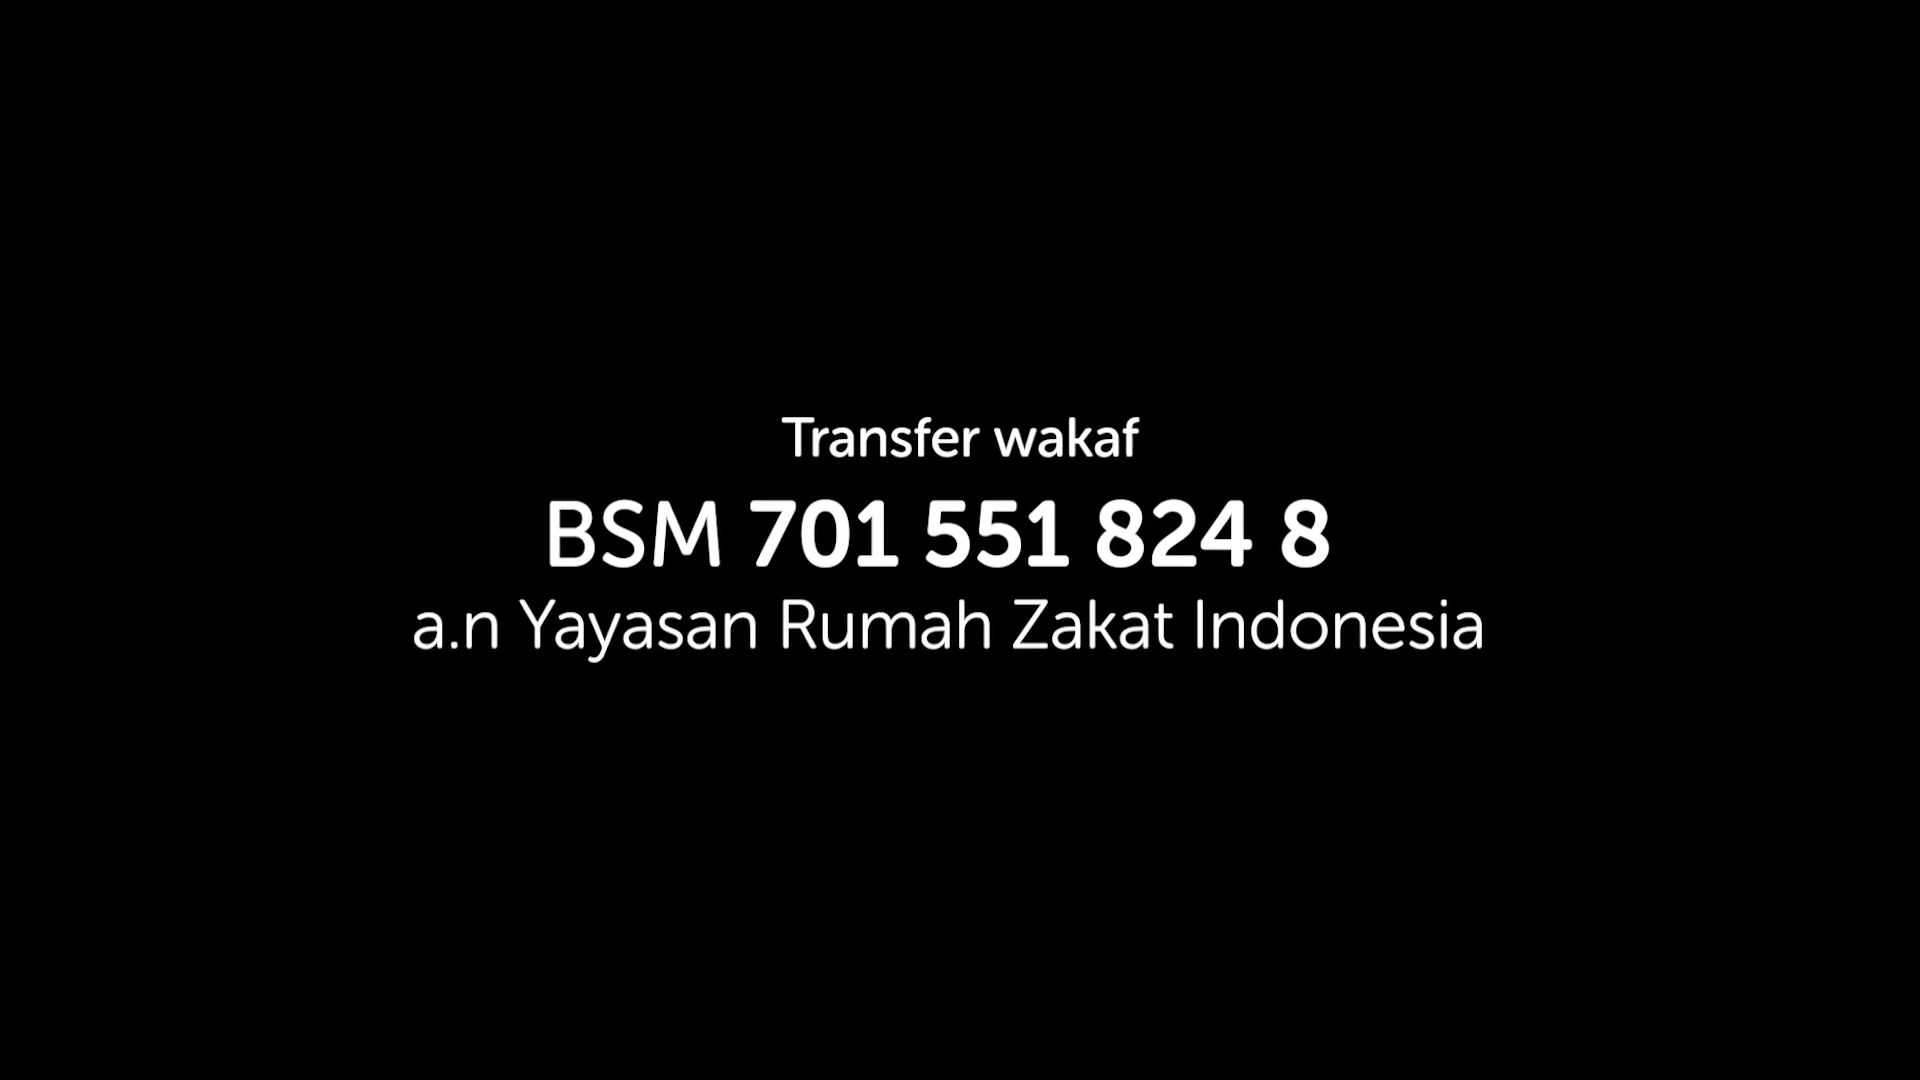 Transfer wakaf
BSM 701 551 824 8
a.n Yayasan Rumah Zakat Indonesia